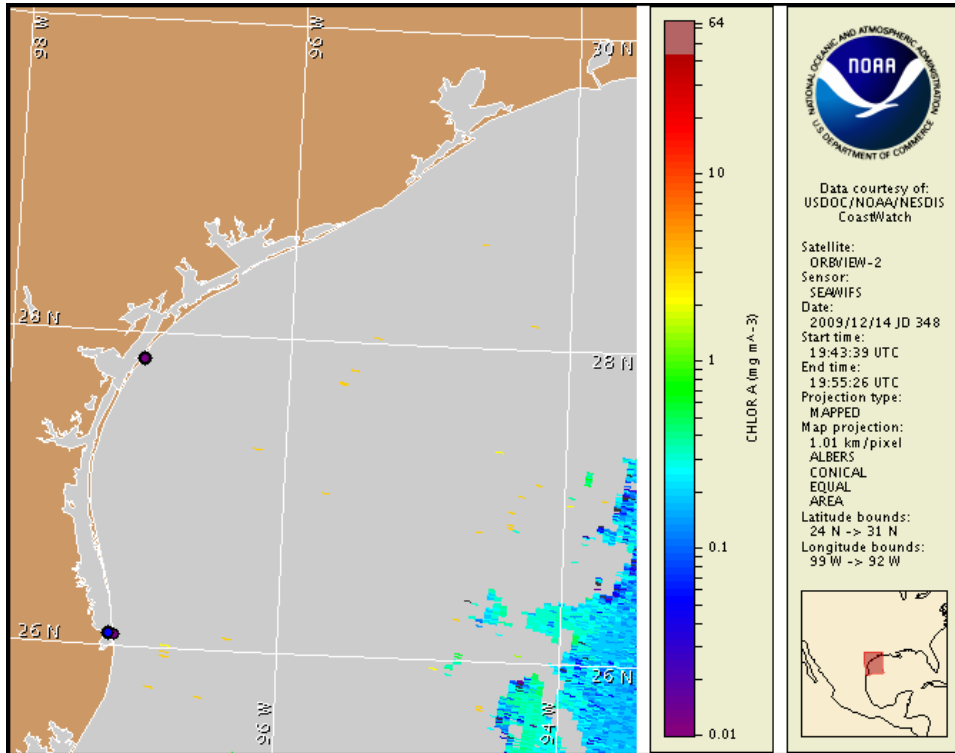 98 W
96 W
30 N
28 N
28 N
26 N
26 N
96 W
94 W
64
10
1
0.1
0.01
CHLOR A (mg m^-3)
NATIONAL OCEANIC AND ATMOSPHERIC ADMINISTRATION
NOAA
U.S. DEPARTMENT OF COMMERCE
Data courtesy of:
USDOC/NOAA/NESDIS
CoastWatch
Satellite:
ORBVIEW-2
Sensor:
SEAWIFS
Date:
2009/12/14 JD 348
Start time:
19:43:39 UTC
End time:
19:55:26 UTC
Projection type:
MAPPED
Map projection:
1.01 km/pixel
ALBERS
CONICAL
EQUAL
AREA
Latitude bounds:
24 N -> 31 N
Longitude bounds:
99 W -> 92 W